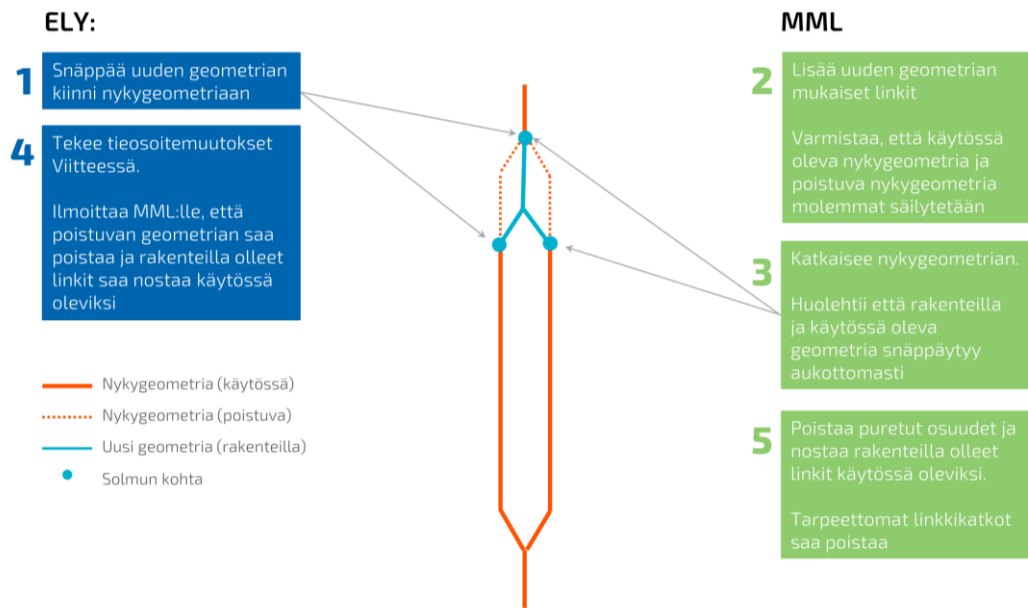 ELY:
1
Snäppää uuden geometrian
kiinni nykygeometriaan
4
Tekee tieosoitemuutokset
Viitteessä.
Ilmoittaa MML:lle, että
poistuvan geometrian saa
poistaa ja rakenteilla olleet
linkit saa nostaa käytössä
oleviksi
Nykygeometria (käytössä)
Nykygeometria (poistuva)
Uusi geometria (rakenteilla)
Solmun kohta
MML
2
Lisää uuden geometrian
mukaiset linkit
Varmistaa, että käytössä
oleva nykygeometria ja
poistuva nykygeometria
molemmat säilytetään
3
Katkaisee nykygeometrian.
Huolehtii että rakenteilla
ja käytössä oleva
geometria snäppäytyy
aukottomasti
5
Poistaa puretut osuudet ja
nostaa rakenteilla olleet
linkit käytössä oleviksi.
Tarpeettomat linkkikatkot
saa poistaa